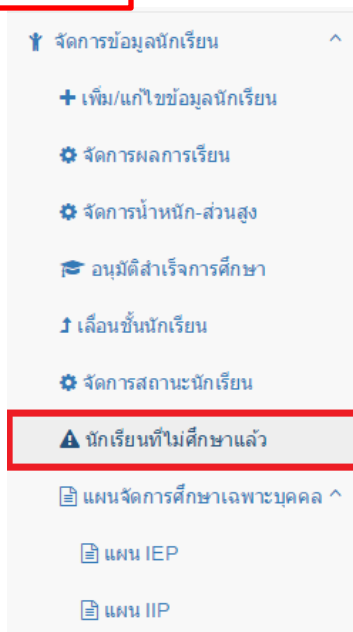 จัดการข้อมูลนักเรียน
เพิ่ม/แก้ไขข้อมูลนักเรียน
จัดการผลการเรียน
จัดการน้ำหนัก-ส่วนสูง
อนุมัติสำเร็จการศึกษา
เลื่อนชั้นนักเรียน
จัดการสถานะนักเรียน
นักเรียนที่ไม่ศึกษาแล้ว
แผนจัดการศึกษาเฉพาะบุคคล
แผน IEP
แผน IIP